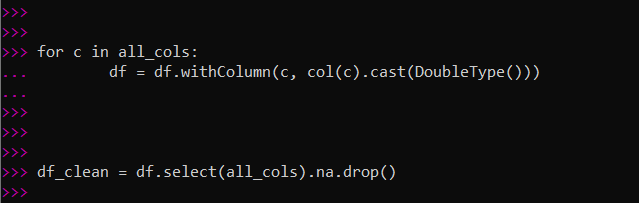 >>>
>>>
>>> for c in all_cols:
...         df = df.withColumn(c, col(c).cast(DoubleType()))
...
>>>
>>>
>>>
>>> df_clean = df.select(all_cols).na.drop()
>>>